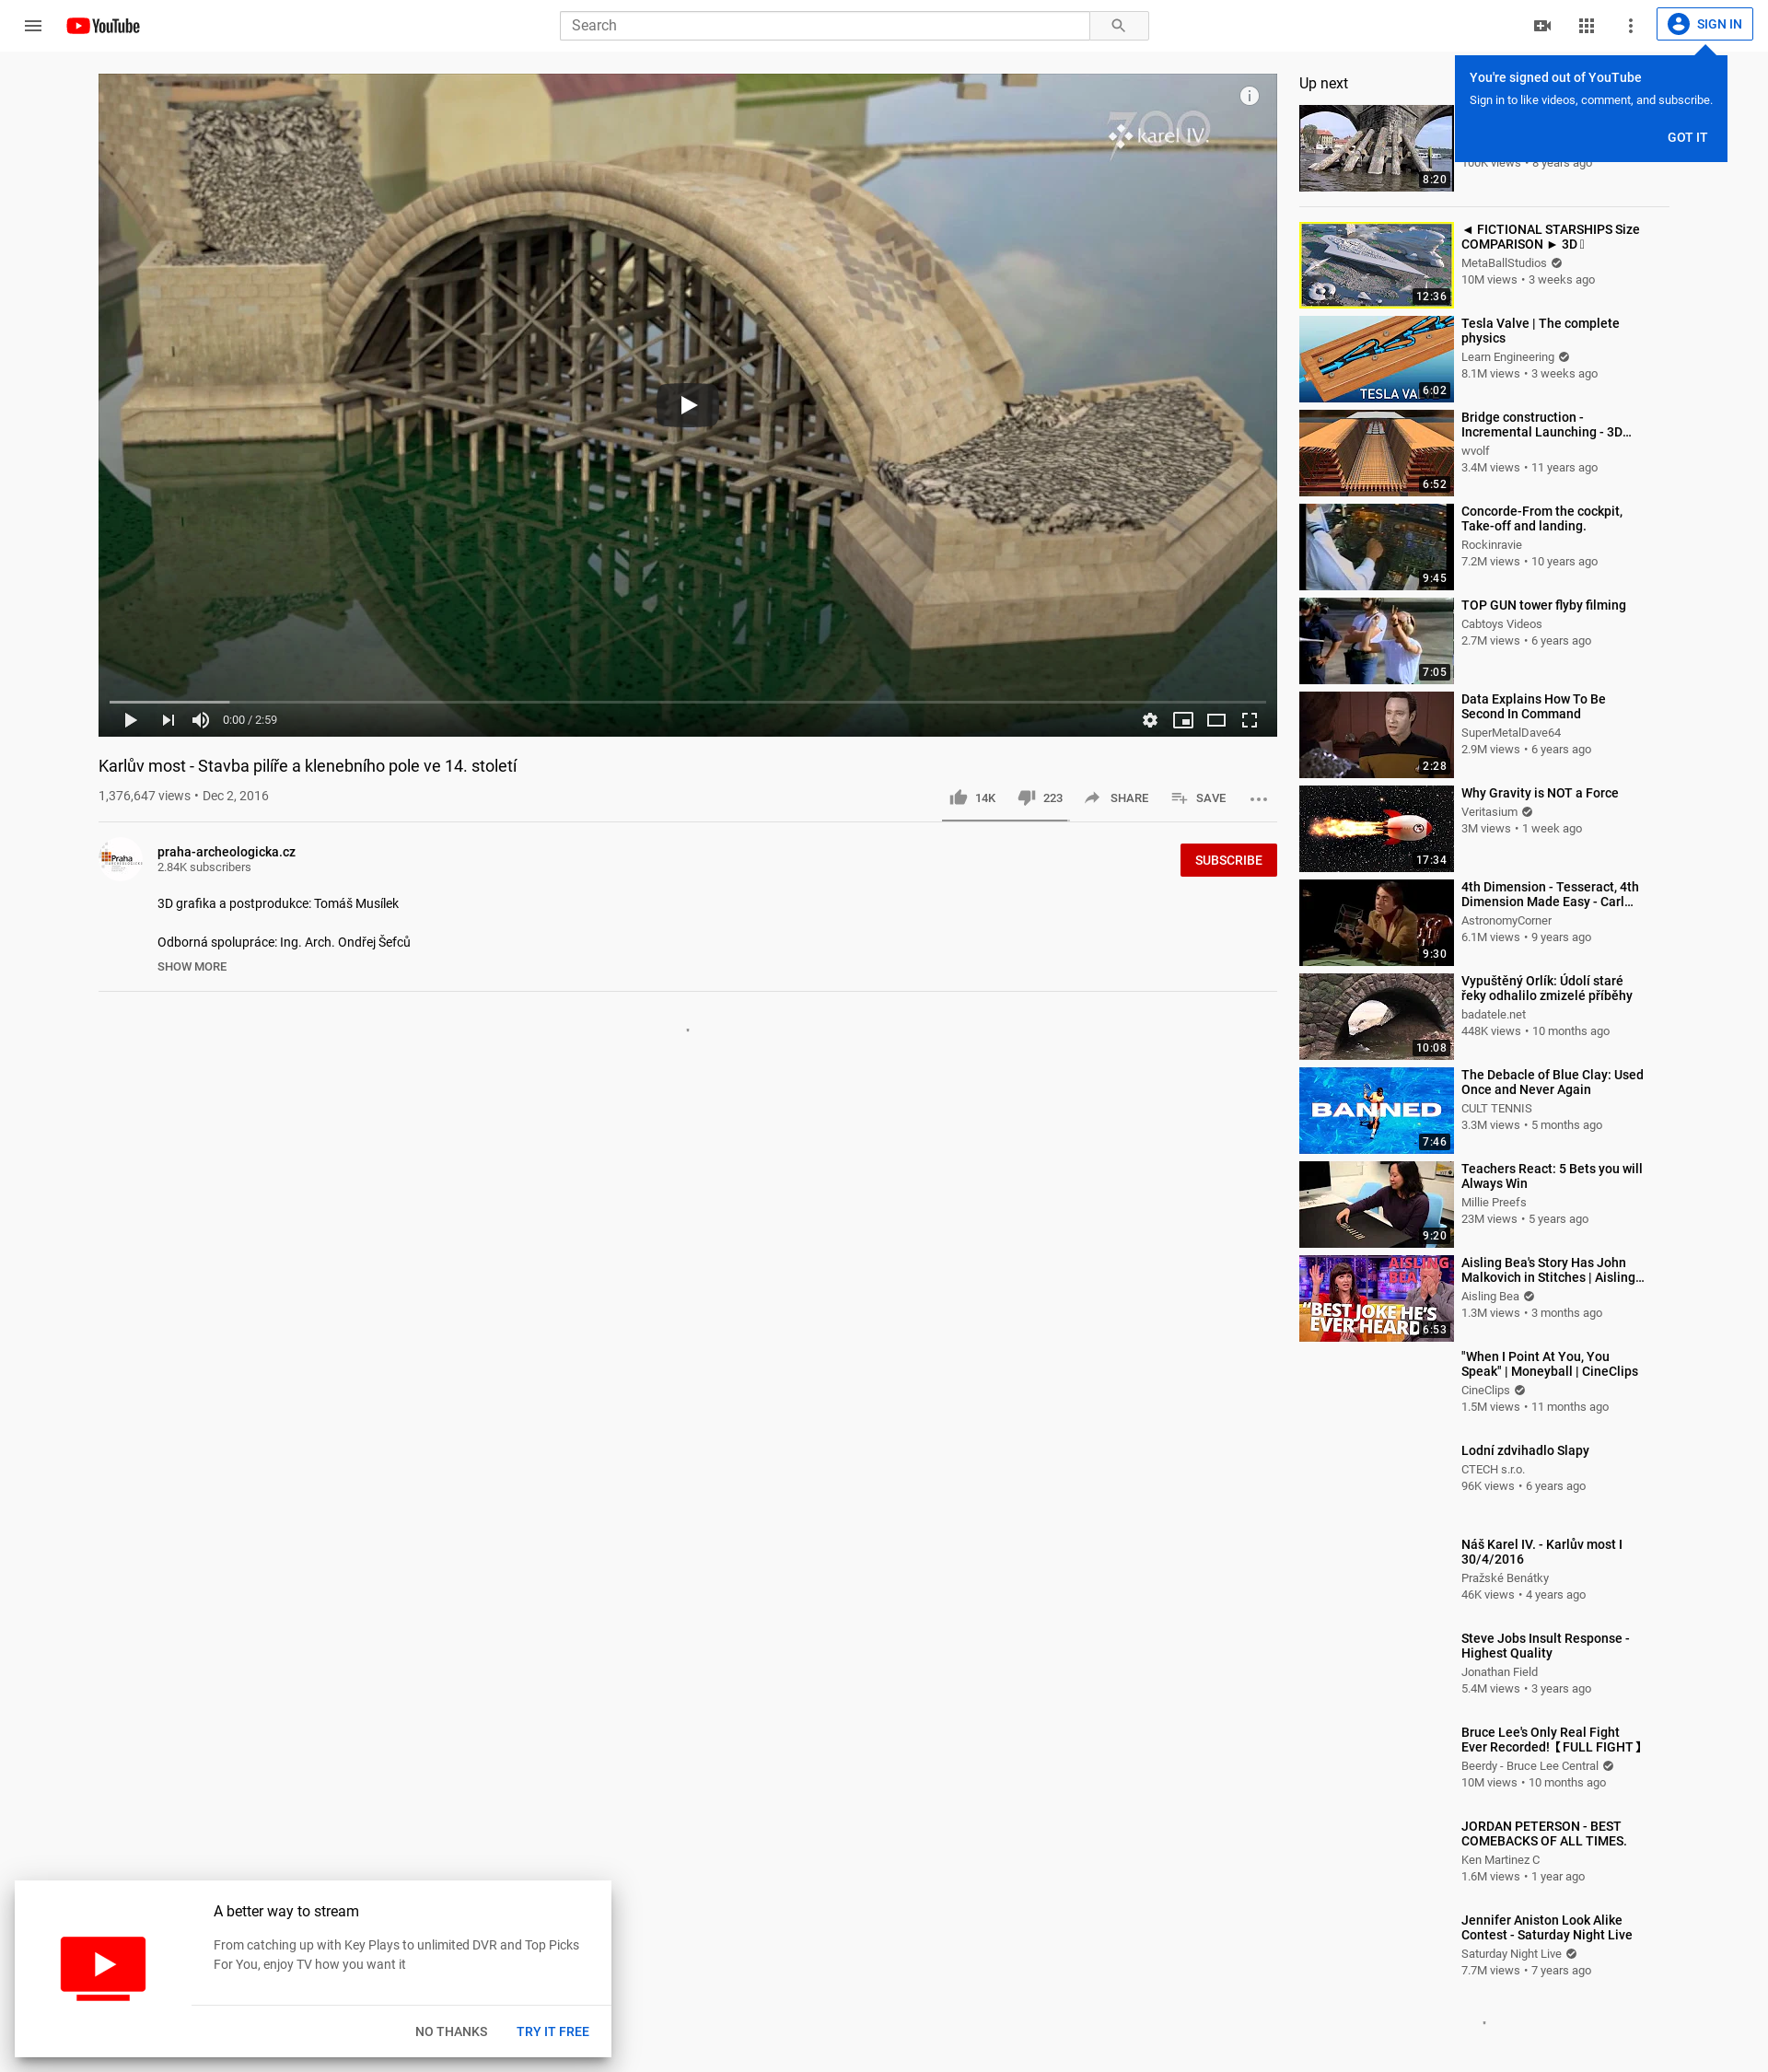 YouTube
Search
SIGN IN
You're signed out of YouTube
Sign in to like videos, comment, and subscribe.
GOT IT
700
karel IV.
0:00 / 2:59
Karlův most - Stavba pilíře a klenebního pole ve 14. století
1,376,647 views • Dec 2, 2016
14K
223
SHARE
SAVE
Praha
praha-archeologicka.cz
2.84K subscribers
SUBSCRIBE
3D grafika a postprodukce: Tomáš Musílek
Odborná spolupráce: Ing. Arch. Ondřej Šefců
SHOW MORE
Up next
100K views • 8 years ago
8:20
◄ FICTIONAL STARSHIPS Size
COMPARISON ► 3D
MetaBallStudios
10M views • 3 weeks ago
12:36
Tesla Valve | The complete
physics
Learn Engineering
8.1M views • 3 weeks ago
TESLA VA
6:02
Bridge construction -
Incremental Launching - 3D…
wvolf
3.4M views • 11 years ago
6:52
Concorde-From the cockpit,
Take-off and landing.
Rockinravie
7.2M views • 10 years ago
9:45
TOP GUN tower flyby filming
Cabtoys Videos
2.7M views • 6 years ago
7:05
Data Explains How To Be
Second In Command
SuperMetalDave64
2.9M views • 6 years ago
2:28
Why Gravity is NOT a Force
Veritasium
3M views • 1 week ago
17:34
4th Dimension - Tesseract, 4th
Dimension Made Easy - Carl…
AstronomyCorner
6.1M views • 9 years ago
9:30
Vypuštěný Orlík: Údolí staré
řeky odhalilo zmizelé příběhy
badatele.net
448K views • 10 months ago
10:08
The Debacle of Blue Clay: Used
Once and Never Again
CULT TENNIS
3.3M views • 5 months ago
BANNED
7:46
Teachers React: 5 Bets you will
Always Win
Millie Preefs
23M views • 5 years ago
9:20
Aisling Bea's Story Has John
Malkovich in Stitches | Aisling…
Aisling Bea
1.3M views • 3 months ago
AISLING
BEA
“BEST JOKE HE'S
EVER HEARD
6:53
"When I Point At You, You
Speak" | Moneyball | CineClips
CineClips
1.5M views • 11 months ago
Lodní zdvihadlo Slapy
CTECH s.r.o.
96K views • 6 years ago
Náš Karel IV. - Karlův most I
30/4/2016
Pražské Benátky
46K views • 4 years ago
Steve Jobs Insult Response -
Highest Quality
Jonathan Field
5.4M views • 3 years ago
Bruce Lee's Only Real Fight
Ever Recorded!【FULL FIGHT】
Beerdy - Bruce Lee Central
10M views • 10 months ago
JORDAN PETERSON - BEST
COMEBACKS OF ALL TIMES.
Ken Martinez C
1.6M views • 1 year ago
Jennifer Aniston Look Alike
Contest - Saturday Night Live
Saturday Night Live
7.7M views • 7 years ago
A better way to stream
From catching up with Key Plays to unlimited DVR and Top Picks
For You, enjoy TV how you want it
NO THANKS
TRY IT FREE